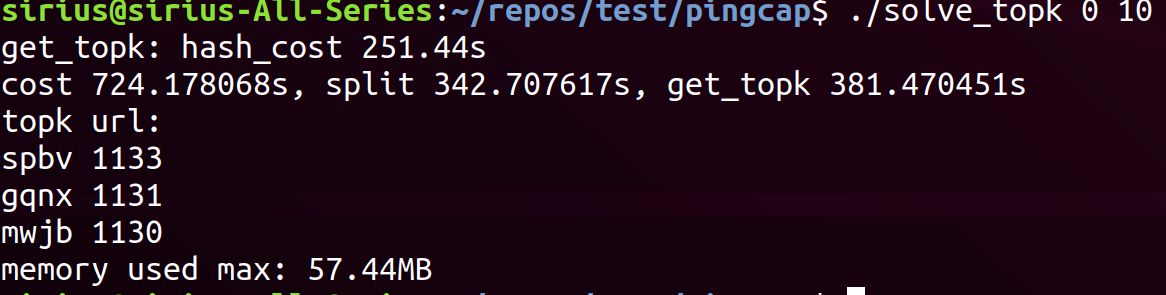 sirius@sirius-All-Series:~/repos/test/pingcap$ ./solve_topk 0 10
get_topk: hash_cost 251.44s
cost 724.178068s, split 342.707617s, get_topk 381.470451s
topk url:
spbv 1133
gqnx 1131
mwjb 1130
memory used max: 57.44MB